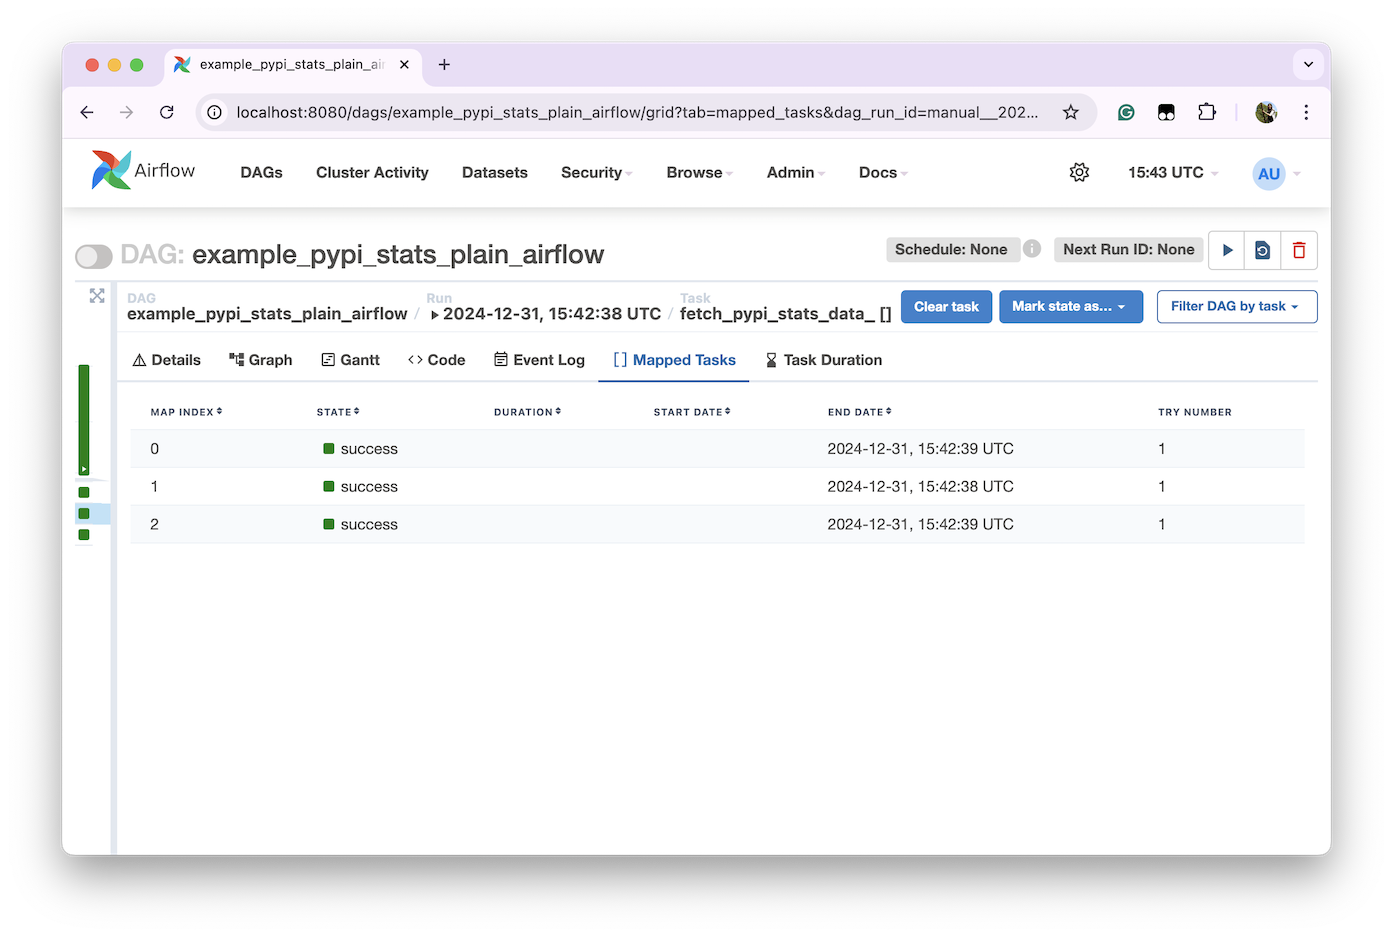 example_pypi_stats_plain_air
localhost:8080/dags/example_pypi_stats_plain_airflow/grid?tab=mapped_tasks&dag_run_id=manual__202...
Airflow DAGs Cluster Activity Datasets Security Browse Admin Docs 15:43 UTC AU
DAG: example_pypi_stats_plain_airflow Schedule: None Next Run ID: None
DAG Run Task
example_pypi_stats_plain_airflow / 2024-12-31, 15:42:38 UTC / fetch_pypi_stats_data_ [] Clear task Mark state as... Filter DAG by task
Details Graph Gantt <> Code Event Log [ ] Mapped Tasks Task Duration
MAP INDEX STATE DURATION START DATE END DATE TRY NUMBER
0 success 2024-12-31, 15:42:39 UTC 1
1 success 2024-12-31, 15:42:38 UTC 1
2 success 2024-12-31, 15:42:39 UTC 1